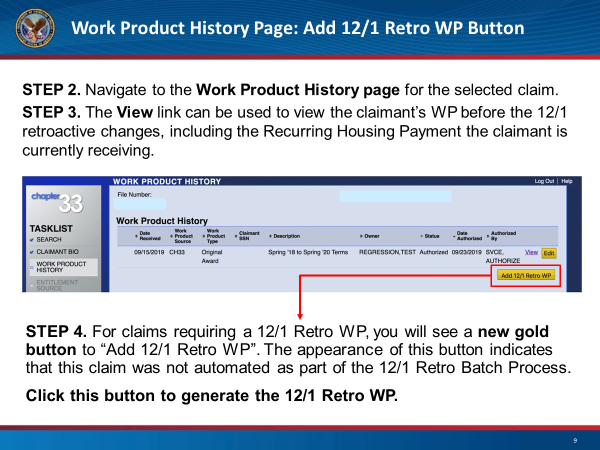 Work Product History Page: Add 12/1 Retro WP Button
STEP 2. Navigate to the Work Product History page for the selected claim.
STEP 3. The View link can be used to view the claimant's WP before the 12/1
retroactive changes, including the Recurring Housing Payment the claimant is
currently receiving.
WORK PRODUCT HISTORY
Log Out | Help
chapter 33
File Number:
TASKLIST
SEARCH
CLAIMANT BIO
WORK PRODUCT
HISTORY
ENTITLEMENT
SOURCE
Work Product History
Date Received Work Product Source Work Product Type Claimant SSN Description Owner Status Date Authorized Authorized By
09/15/2019 CH33 Original Award Spring '18 to Spring '20 Terms REGRESSION,TEST Authorized 09/23/2019 SVCE, AUTHORIZE View Edit
Add 12/1 Retro WP
STEP 4. For claims requiring a 12/1 Retro WP, you will see a new gold
button to “Add 12/1 Retro WP”. The appearance of this button indicates
that this claim was not automated as part of the 12/1 Retro Batch Process.
Click this button to generate the 12/1 Retro WP.
9